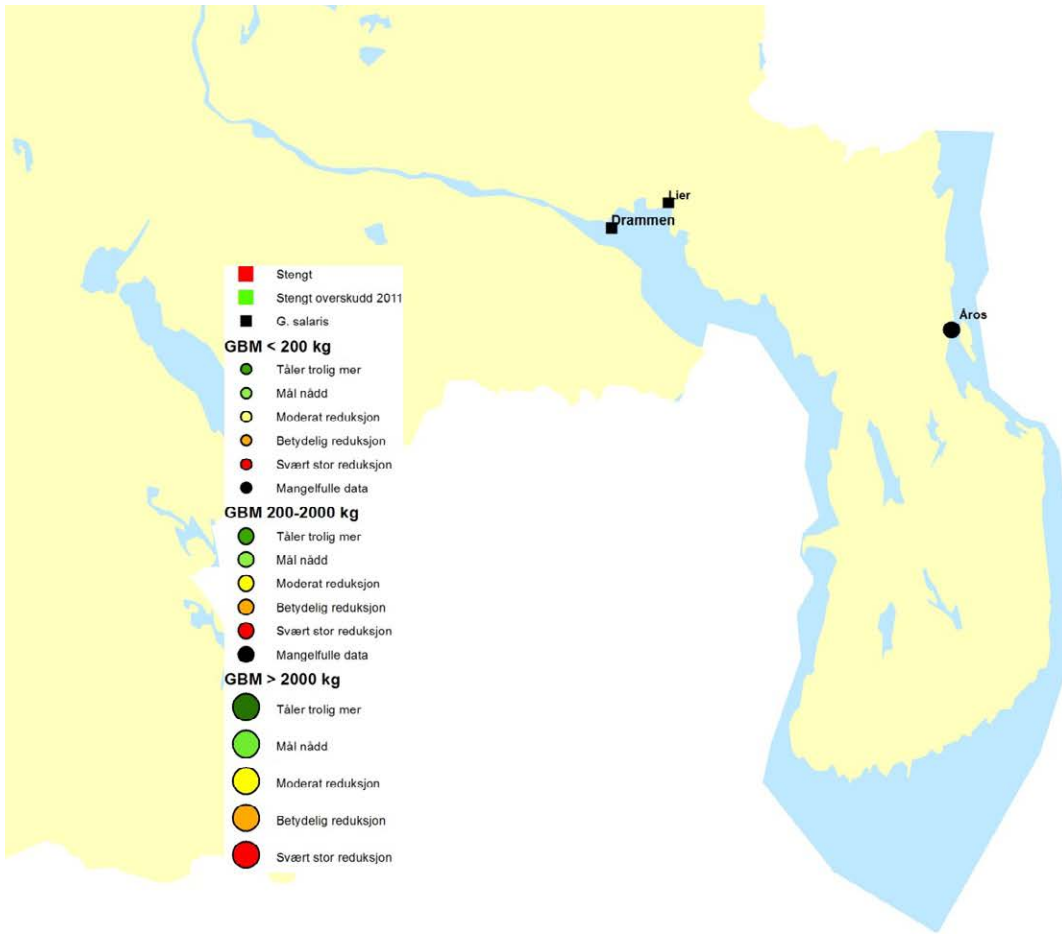 Lier
Drammen
Åros
Stengt
Stengt overskudd 2011
G. salaris
GBM < 200 kg
Tåler trolig mer
Mål nådd
Moderat reduksjon
Betydelig reduksjon
Svært stor reduksjon
Mangelfulle data
GBM 200-2000 kg
Tåler trolig mer
Mål nådd
Moderat reduksjon
Betydelig reduksjon
Svært stor reduksjon
Mangelfulle data
GBM > 2000 kg
Tåler trolig mer
Mål nådd
Moderat reduksjon
Betydelig reduksjon
Svært stor reduksjon